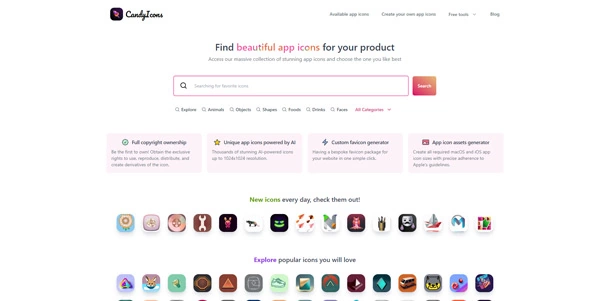 CandyIcons
Available app icons
Create your own app icons
Free tools
Blog
Find beautiful app icons for your product
Access our massive collection of stunning app icons and choose the one you like best
Searching for favorite icons
Search
Explore
Animals
Objects
Shapes
Foods
Drinks
Faces
All Categories
Full copyright ownership
Be the first to own! Obtain the exclusive
rights to use, reproduce, distribute, and
create derivatives of the icon.
Unique app icons powered by AI
Thousands of stunning AI-powered icons
up to 1024x1024 resolution.
Custom favicon generator
Having a bespoke favicon package for
your website in one simple click.
App icon assets generator
Create all required macOS and iOS app
icon sizes with precise adherence to
Apple's guidelines.
New icons every day, check them out!
Explore popular icons you will love